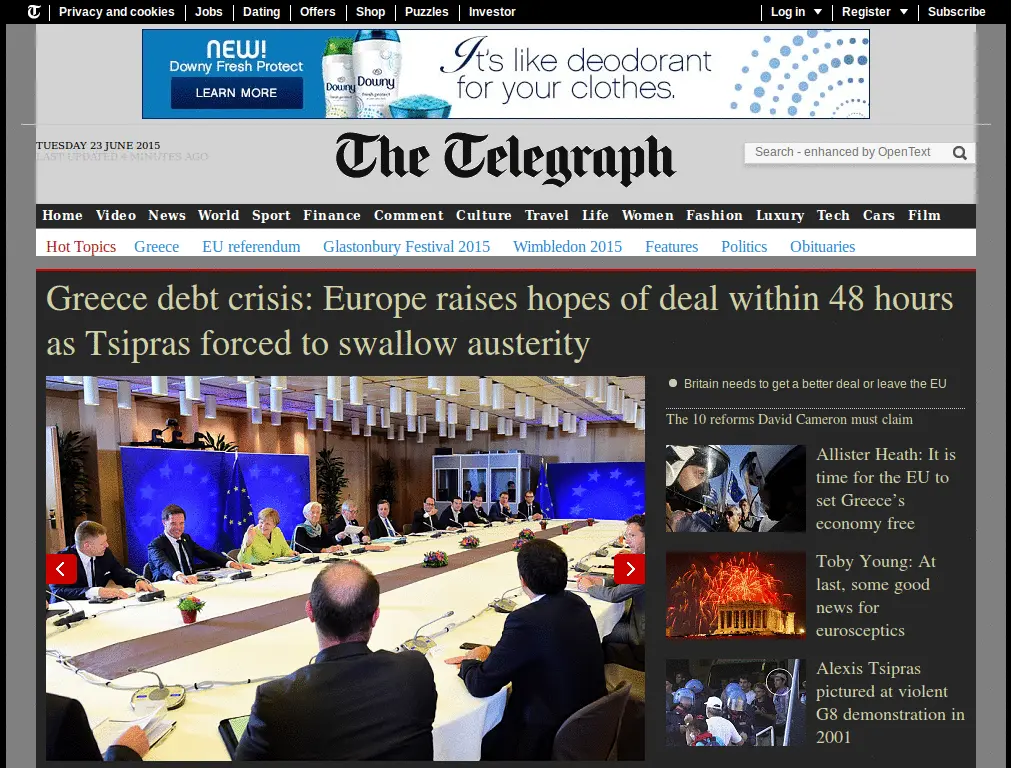 Privacy and cookies Jobs Dating Offers Shop Puzzles Investor Log in Register Subscribe
NEW!
Downy Fresh Protect
LEARN MORE
Downy
Downy
It's like deodorant
for your clothes.
TUESDAY 23 JUNE 2015
LAST UPDATED 4 MINUTES AGO
The Telegraph
Search - enhanced by OpenText
Home Video News World Sport Finance Comment Culture Travel Life Women Fashion Luxury Tech Cars Film
Hot Topics Greece EU referendum Glastonbury Festival 2015 Wimbledon 2015 Features Politics Obituaries
Greece debt crisis: Europe raises hopes of deal within 48 hours
as Tsipras forced to swallow austerity
Britain needs to get a better deal or leave the EU
The 10 reforms David Cameron must claim
Allister Heath: It is
time for the EU to
set Greece’s
economy free
Toby Young: At
last, some good
news for
eurosceptics
Alexis Tsipras
pictured at violent
G8 demonstration in
2001